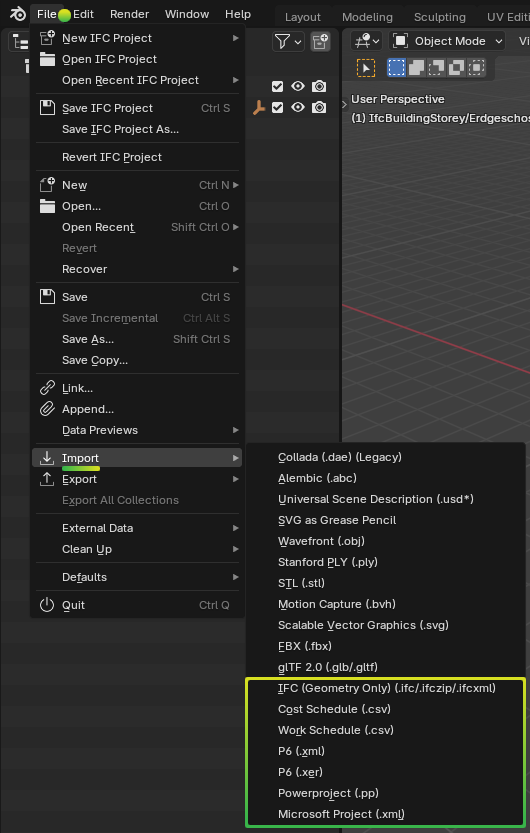 File Edit Render Window Help Layout Modeling Sculpting UV Editi
New IFC Project
Open IFC Project
Open Recent IFC Project
Save IFC Project Ctrl S
Save IFC Project As...
Revert IFC Project
New Ctrl N
Open... Ctrl O
Open Recent Shift Ctrl O
Revert
Recover
Save Ctrl S
Save Incremental Ctrl Alt S
Save As... Shift Ctrl S
Save Copy...
Link...
Append...
Data Previews
Import
Export
Export All Collections
External Data
Clean Up
Defaults
Quit Ctrl Q
Object Mode Vi
User Perspective
(1) IfcBuildingStorey/Erdgeschos
Collada (.dae) (Legacy)
Alembic (.abc)
Universal Scene Description (.usd*)
SVG as Grease Pencil
Wavefront (.obj)
Stanford PLY (.ply)
STL (.stl)
Motion Capture (.bvh)
Scalable Vector Graphics (.svg)
FBX (.fbx)
glTF 2.0 (.glb/.gltf)
IFC (Geometry Only) (.ifc/.ifczip/.ifcxml)
Cost Schedule (.csv)
Work Schedule (.csv)
P6 (.xml)
P6 (.xer)
Powerproject (.pp)
Microsoft Project (.xml)